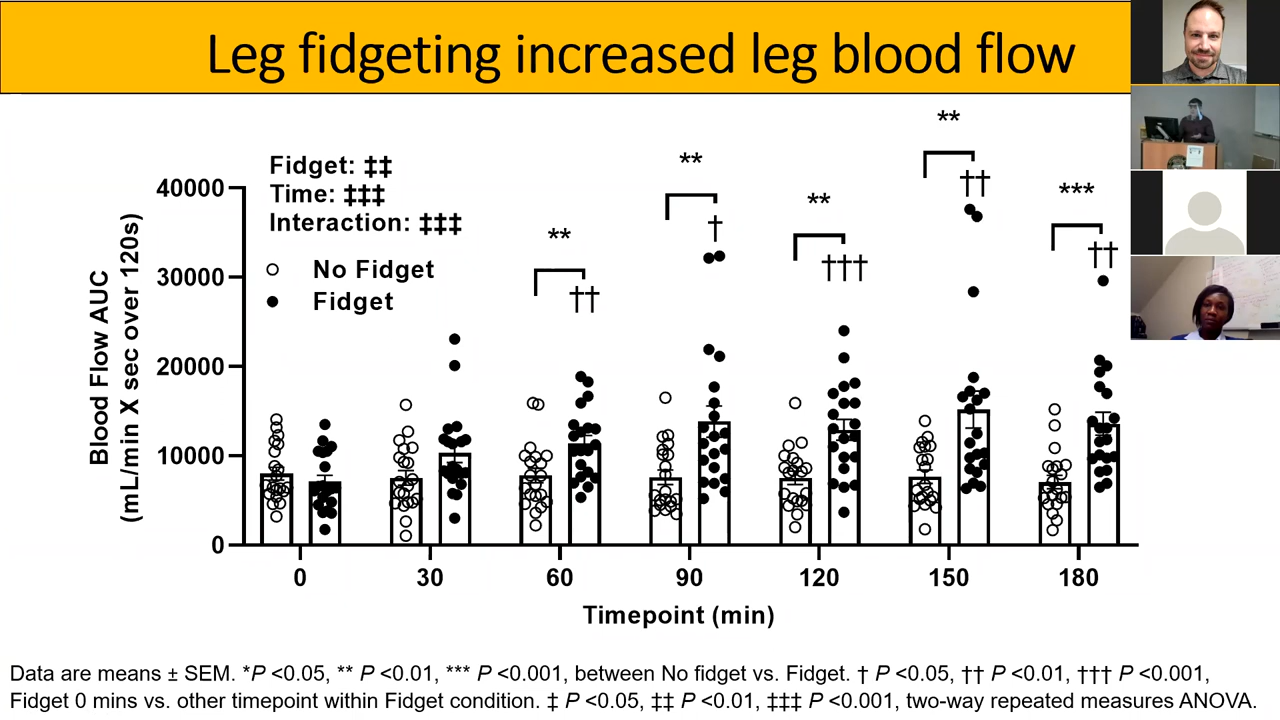 Leg fidgeting increased leg blood flow
Fidget: ‡‡
Time: ‡‡‡
Interaction: ‡‡‡
No Fidget
Fidget
Blood Flow AUC
(mL/min X sec over 120s)
40000
30000
20000
10000
0
**
††
**
†
**
†††
**
††
***
††
0 30 60 90 120 150 180
Timepoint (min)
Data are means ± SEM. *P <0.05, ** P <0.01, *** P <0.001, between No fidget vs. Fidget. † P <0.05, †† P <0.01, ††† P <0.001,
Fidget 0 mins vs. other timepoint within Fidget condition. ‡ P <0.05, ‡‡ P <0.01, ‡‡‡ P <0.001, two-way repeated measures ANOVA.